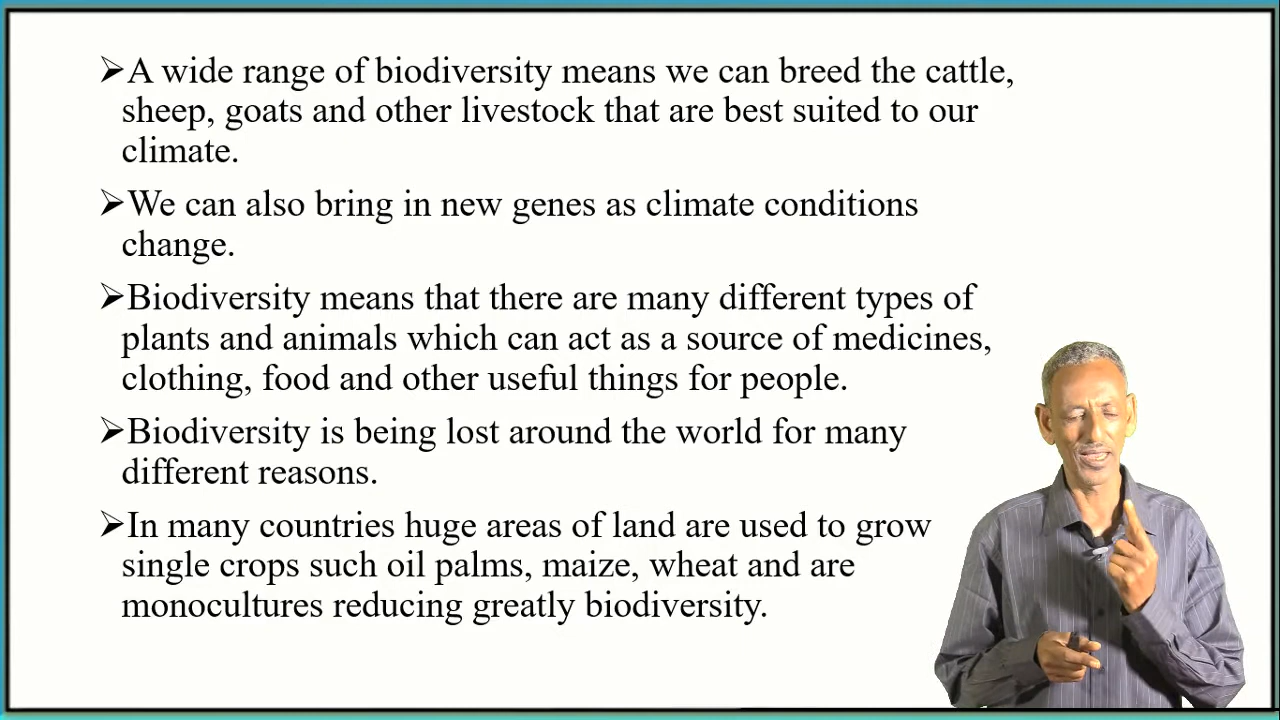 ➢A wide range of biodiversity means we can breed the cattle,
sheep, goats and other livestock that are best suited to our
climate.
➢We can also bring in new genes as climate conditions
change.
➢Biodiversity means that there are many different types of
plants and animals which can act as a source of medicines,
clothing, food and other useful things for people.
➢Biodiversity is being lost around the world for many
different reasons.
➢In many countries huge areas of land are used to grow
single crops such oil palms, maize, wheat and are
monocultures reducing greatly biodiversity.